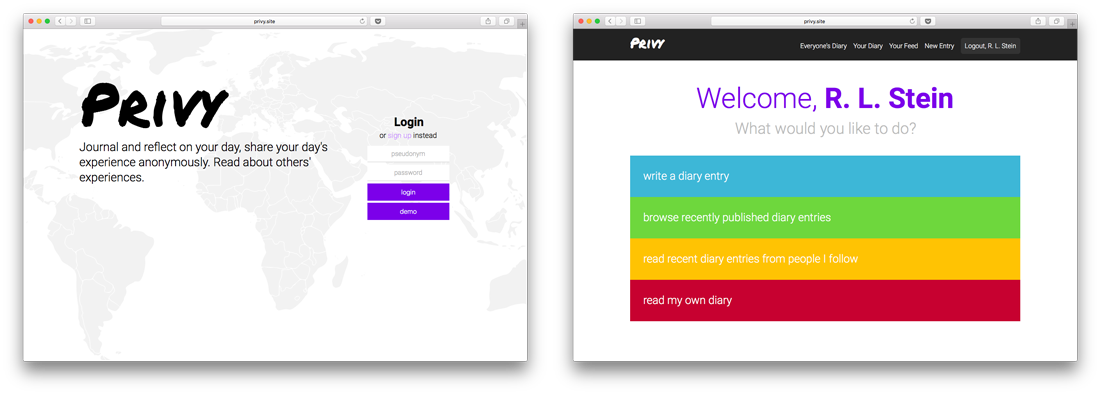 privy.site
PRIVY
Journal and reflect on your day, share your day's
experience anonymously. Read about others'
experiences.
Login
or sign up instead
pseudonym
password
login
demo
privy.site
PRIVY
Everyone's Diary Your Diary Your Feed New Entry Logout, R. L. Stein
Welcome, R. L. Stein
What would you like to do?
write a diary entry
browse recently published diary entries
read recent diary entries from people I follow
read my own diary